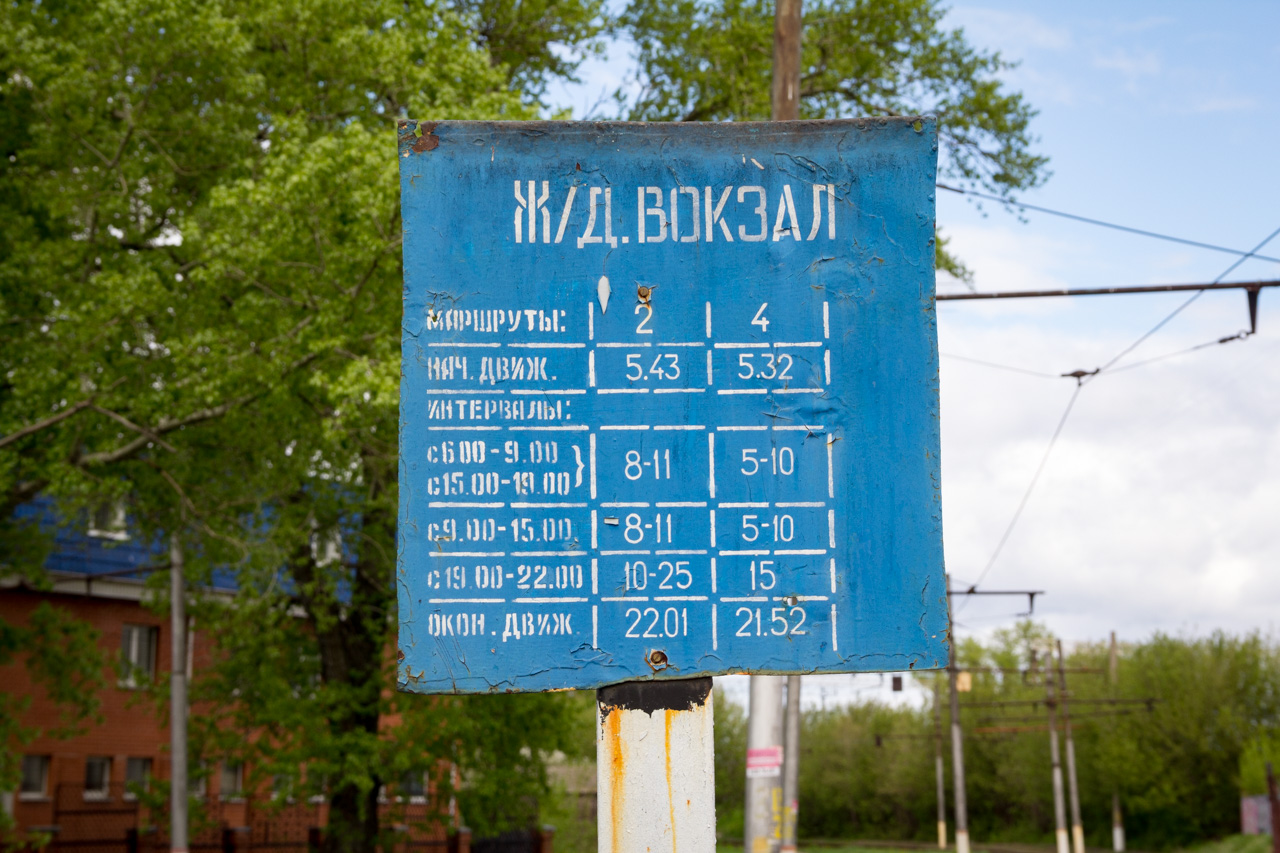 Ж/Д.ВОКЗАЛ
МАРШРУТЫ: 2 4
НАЧ. ДВИЖ. 5.43 5.32
ИНТЕРВАЛЫ:
с6.00-9.00
с15.00-19.00 } 8-11 5-10
с9.00-15.00 8-11 5-10
с19.00-22.00 10-25 15
ОКОН. ДВИЖ. 22.01 21.52